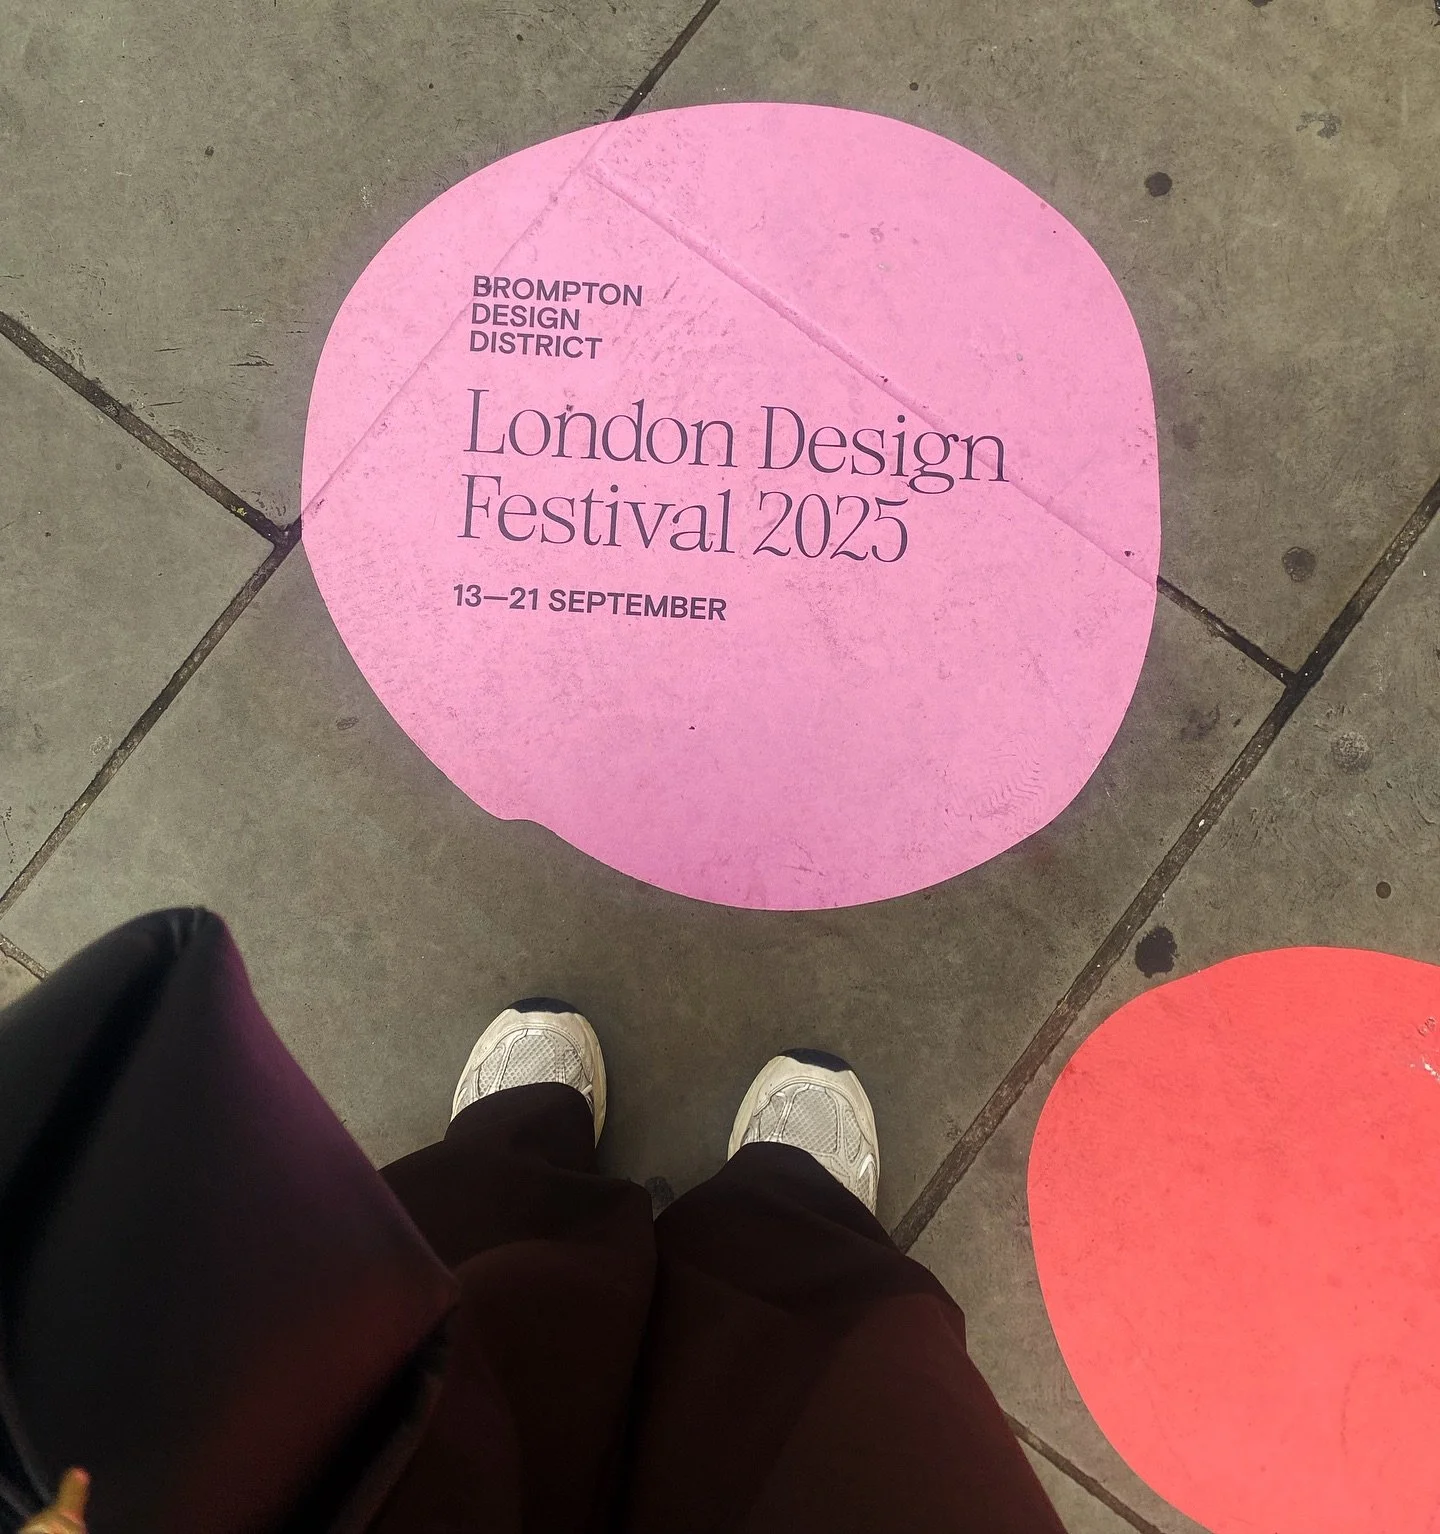 BROMPTON
DESIGN
DISTRICT
London Design
Festival 2025
13—21 SEPTEMBER